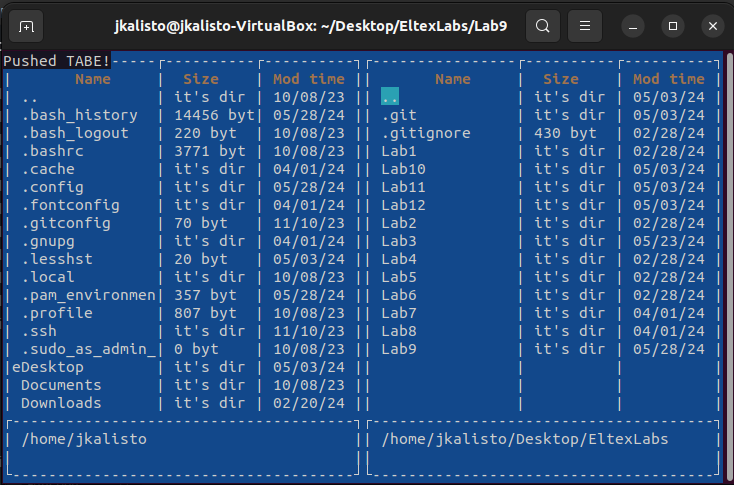 jkalisto@jkalisto-VirtualBox: ~/Desktop/EltexLabs/Lab9
Pushed TABE!
Name | Size | Mod time || Name | Size | Mod time
.. | it's dir | 10/08/23 || .. | it's dir | 05/03/24
.bash_history | 14456 byt | 05/28/24 || .git | it's dir | 05/03/24
.bash_logout | 220 byt | 10/08/23 || .gitignore | 430 byt | 02/28/24
.bashrc | 3771 byt | 10/08/23 || Lab1 | it's dir | 02/28/24
.cache | it's dir | 04/01/24 || Lab10 | it's dir | 05/03/24
.config | it's dir | 05/28/24 || Lab11 | it's dir | 05/03/24
.fontconfig | it's dir | 04/01/24 || Lab12 | it's dir | 05/03/24
.gitconfig | 70 byt | 11/10/23 || Lab2 | it's dir | 02/28/24
.gnupg | it's dir | 04/01/24 || Lab3 | it's dir | 05/23/24
.lesshst | 20 byt | 05/03/24 || Lab4 | it's dir | 02/28/24
.local | it's dir | 10/08/23 || Lab5 | it's dir | 02/28/24
.pam_environmen| 357 byt | 05/28/24 || Lab6 | it's dir | 02/28/24
.profile | 807 byt | 10/08/23 || Lab7 | it's dir | 04/01/24
.ssh | it's dir | 11/10/23 || Lab8 | it's dir | 04/01/24
.sudo_as_admin_| 0 byt | 10/08/23 || Lab9 | it's dir | 05/28/24
eDesktop | it's dir | 05/03/24
Documents | it's dir | 10/08/23
Downloads | it's dir | 02/20/24
/home/jkalisto || /home/jkalisto/Desktop/EltexLabs